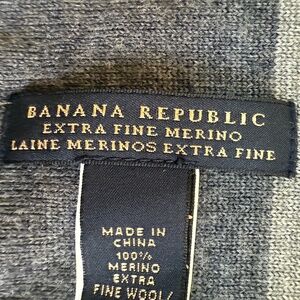 BANANA REPUBLIC
EXTRA FINE MERINO
LAINE MERINOS EXTRA FINE
MADE IN
CHINA
100%
MERINO
EXTRA
FINE WOOL/